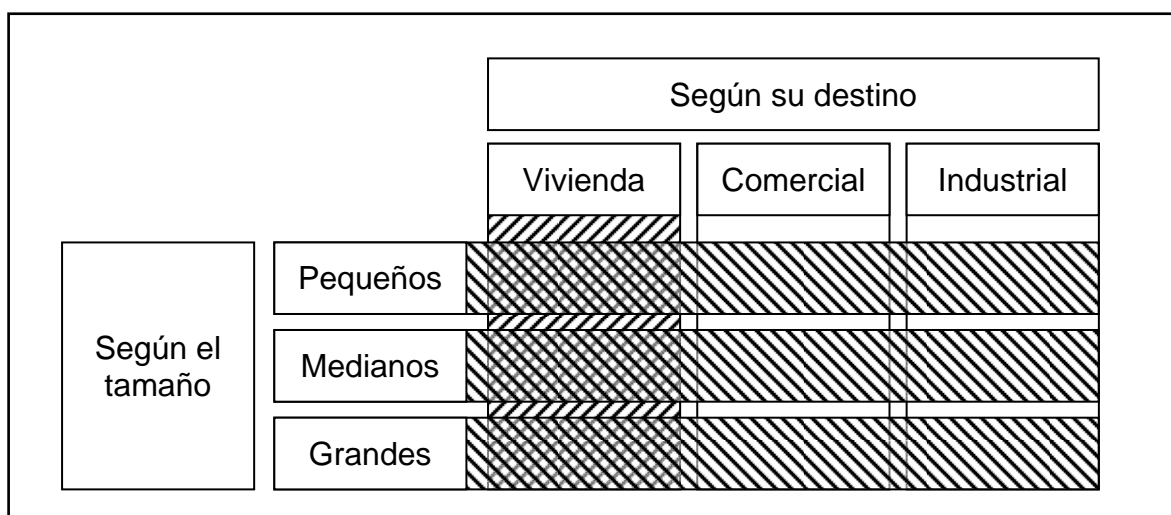 Según su destino
Vivienda
Comercial
Industrial
Pequeños
Según el
tamaño
Medianos
Grandes